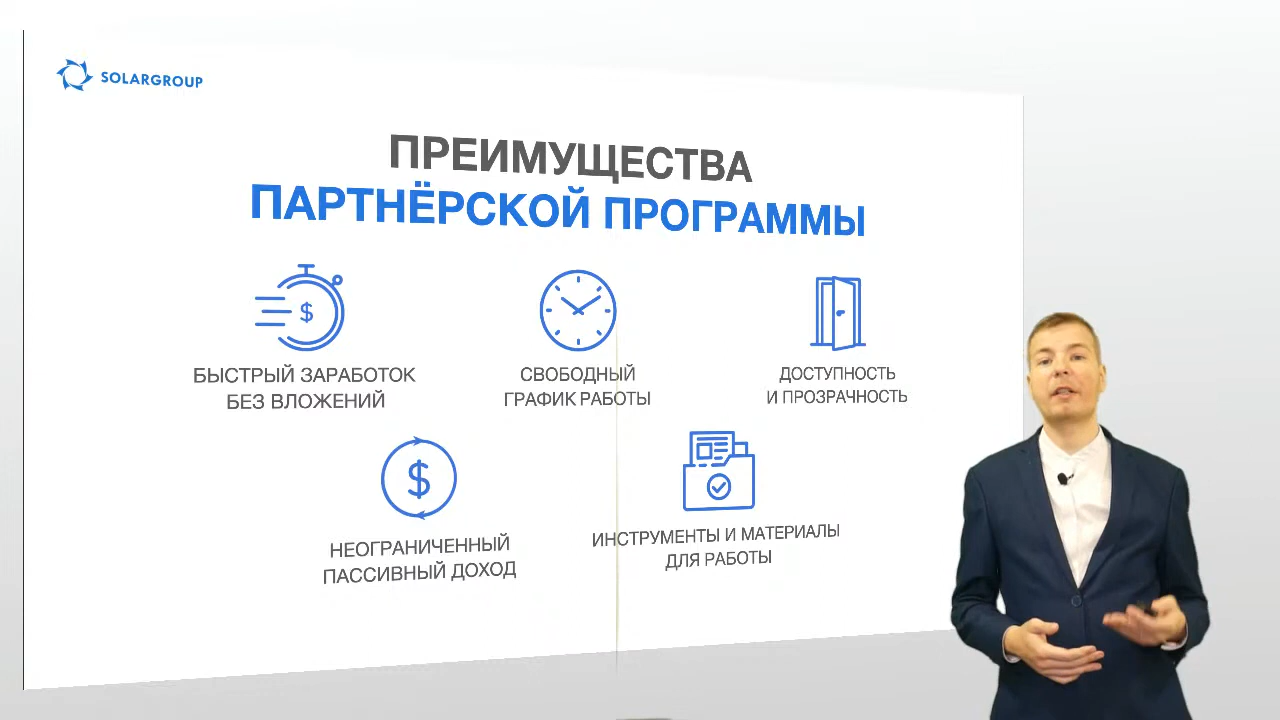 SOLARGROUP
ПРЕИМУЩЕСТВА
ПАРТНЁРСКОЙ ПРОГРАММЫ
$
БЫСТРЫЙ ЗАРАБОТОК
БЕЗ ВЛОЖЕНИЙ
СВОБОДНЫЙ
ГРАФИК РАБОТЫ
ДОСТУПНОСТЬ
И ПРОЗРАЧНОСТЬ
$
НЕОГРАНИЧЕННЫЙ
ПАССИВНЫЙ ДОХОД
ИНСТРУМЕНТЫ И МАТЕРИАЛЫ
ДЛЯ РАБОТЫ